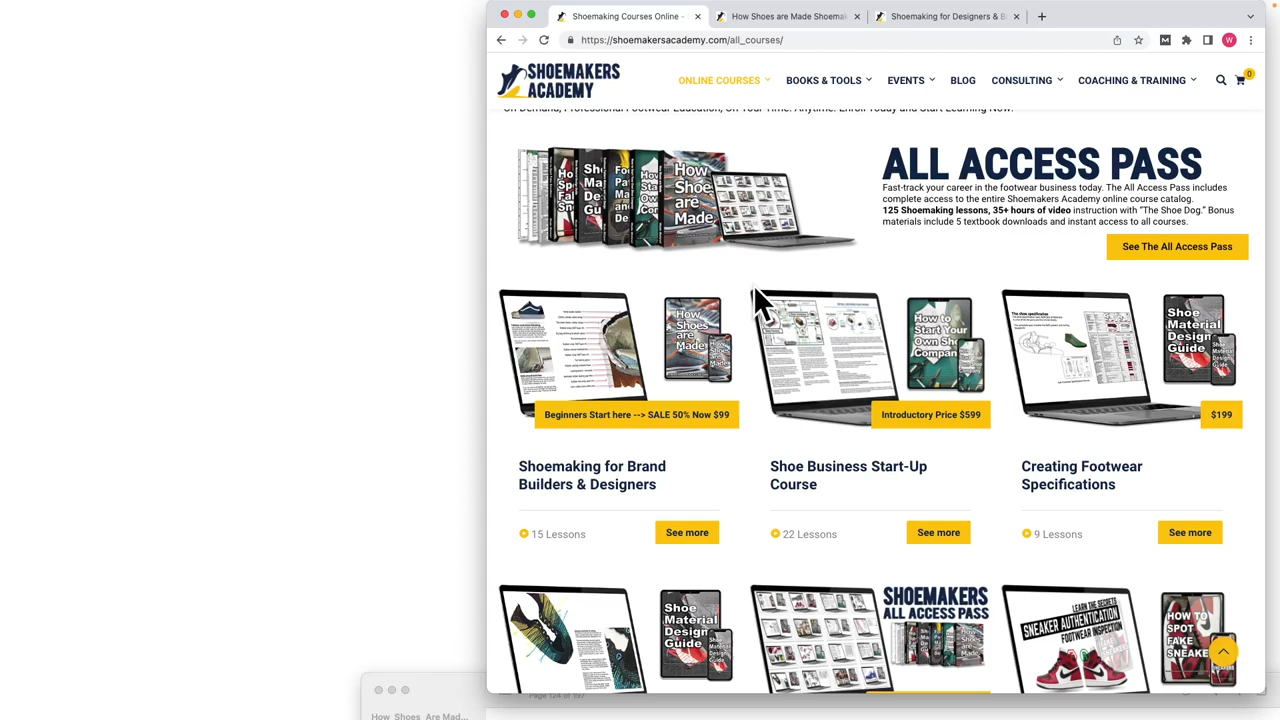 Shoemaking Courses Online -
How Shoes are Made Shoemak
Shoemaking for Designers & B
https://shoemakersacademy.com/all_courses/
W
SHOEMAKERS
ACADEMY
ONLINE COURSES
BOOKS & TOOLS
EVENTS
BLOG
CONSULTING
COACHING & TRAINING
0
On Demand, Professional Footwear Education, On Your Time. Anytime. Enroll Today and Start Learning Now.
How
Shoes
are
Made
ALL ACCESS PASS
Fast-track your career in the footwear business today. The All Access Pass includes
complete access to the entire Shoemakers Academy online course catalog.
125 Shoemaking lessons, 35+ hours of video instruction with “The Shoe Dog.” Bonus
materials include 5 textbook downloads and instant access to all courses.
See The All Access Pass
How
Shoes
are
Made
Beginners Start here --> SALE 50% Now $99
How to
Start Your
Own Shoe
Company
Introductory Price $599
Shoe
Material
Design
Guide
$199
Shoemaking for Brand
Builders & Designers
Shoe Business Start-Up
Course
Creating Footwear
Specifications
15 Lessons
See more
22 Lessons
See more
9 Lessons
See more
Shoe
Material
Design
Guide
SHOEMAKERS
ALL ACCESS PASS
LEARN THE SECRETS
SNEAKER AUTHENTICATION
FOOTWEAR INSPECTION
HOW TO
SPOT
FAKE
SNEAKE
Page 124 of 197
How_Shoes_Are_Mad...